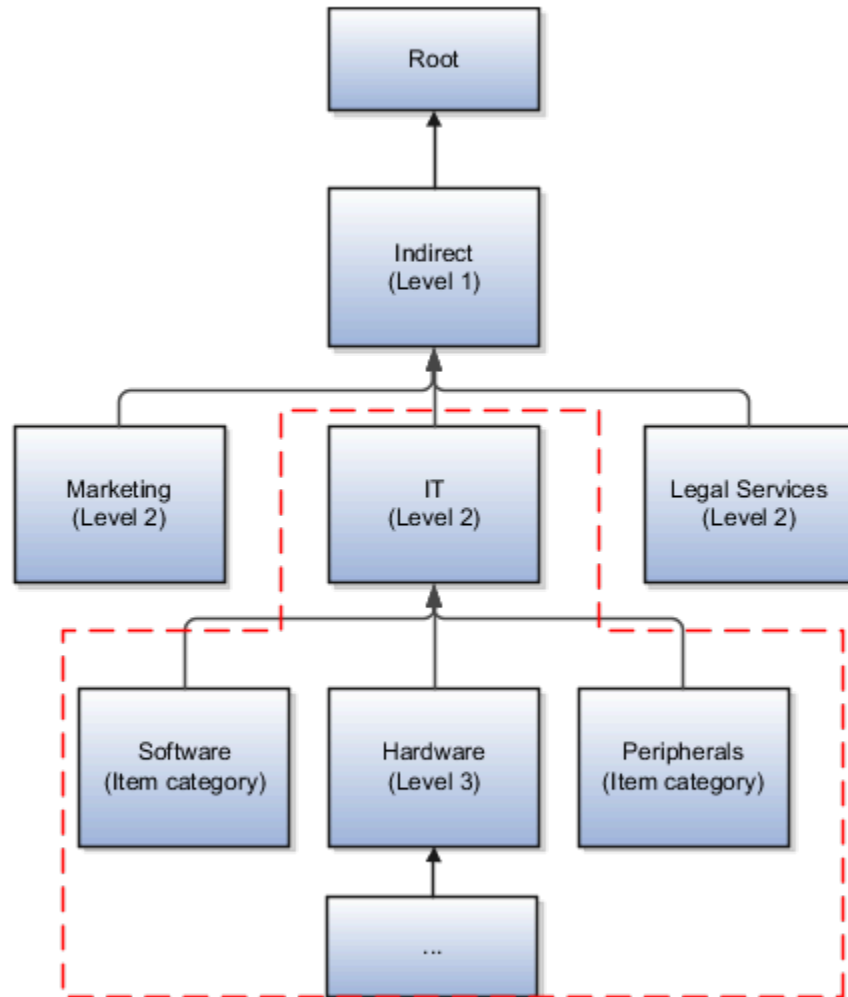 Root
Indirect
(Level 1)
Marketing
(Level 2)
IT
(Level 2)
Legal Services
(Level 2)
Software
(Item category)
Hardware
(Level 3)
Peripherals
(Item category)
...